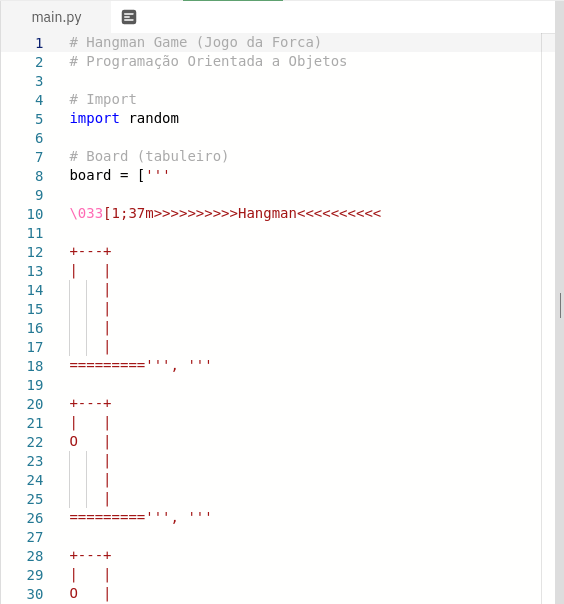 main.py
1 # Hangman Game (Jogo da Forca)
2 # Programação Orientada a Objetos
3
4 # Import
5 import random
6
7 # Board (tabuleiro)
8 board = ['''
9
10 \033[1;37m>>>>>>>>>>Hangman<<<<<<<<<<
11
12 +---+
13 |   |
14     |
15     |
16     |
17     |
18 =========''', '''
19
20 +---+
21 |   |
22 O   |
23     |
24     |
25     |
26 =========''', '''
27
28 +---+
29 |   |
30 O   |